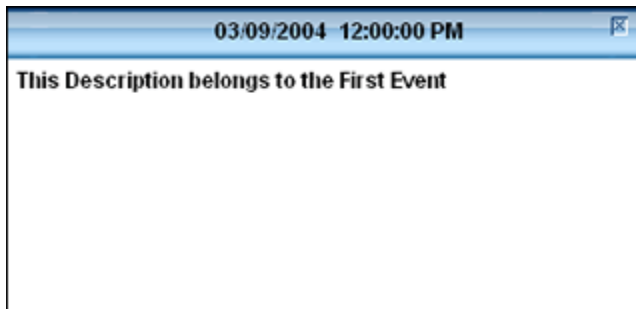 03/09/2004 12:00:00 PM
This Description belongs to the First Event